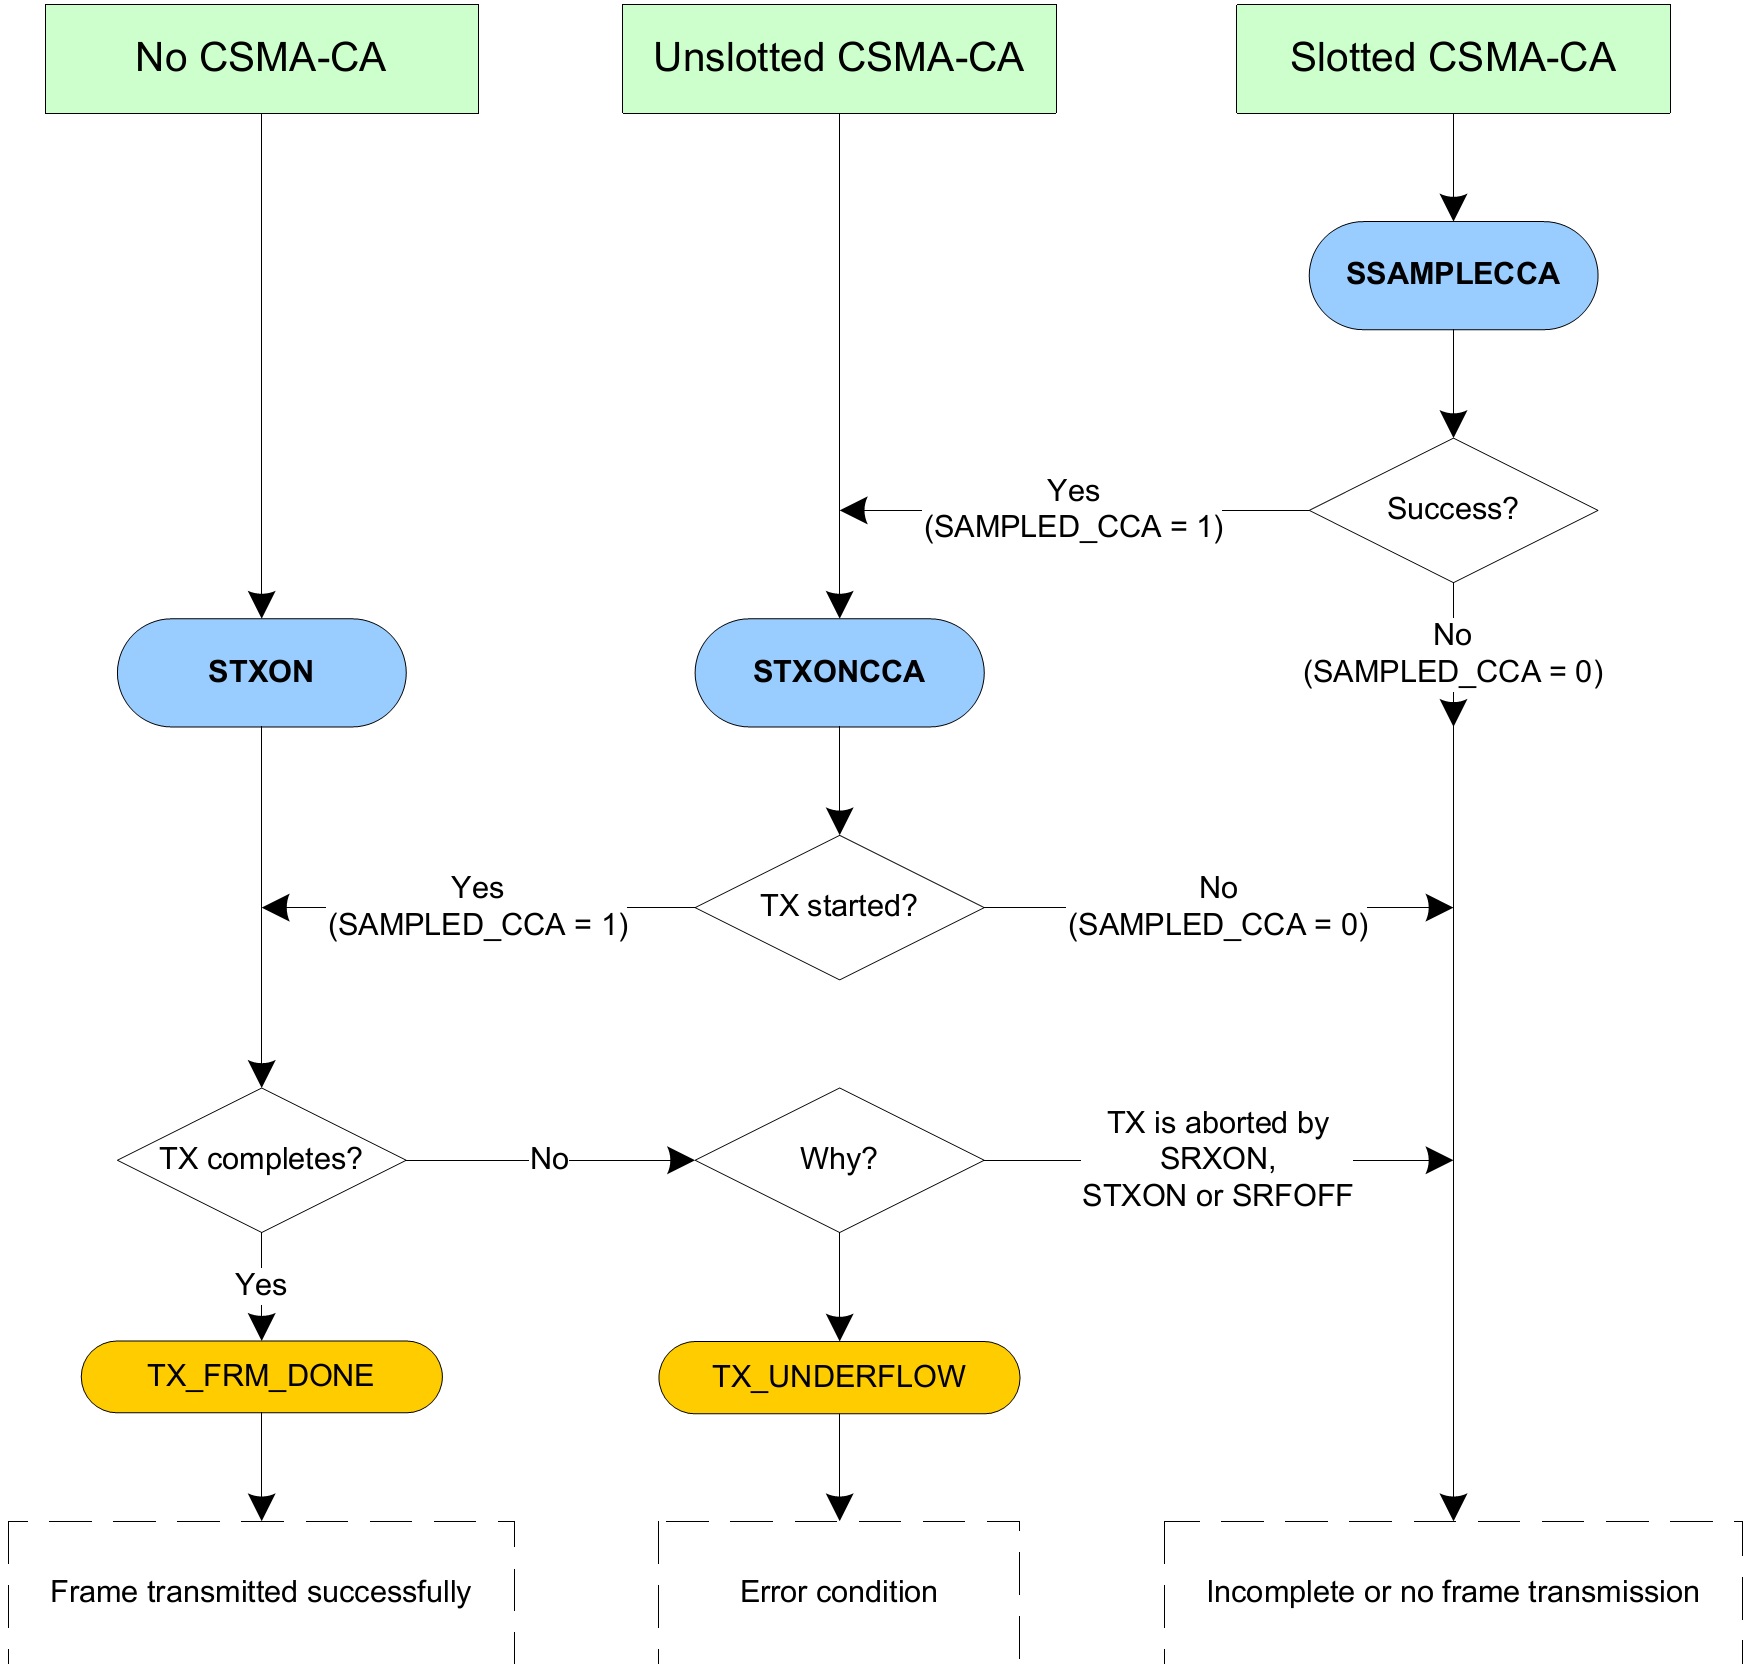 No CSMA-CA
Unslotted CSMA-CA
Slotted CSMA-CA
SSAMPLECCA
Success?
Yes
(SAMPLED_CCA = 1)
No
(SAMPLED_CCA = 0)
STXON
STXONCCA
TX started?
Yes
(SAMPLED_CCA = 1)
No
(SAMPLED_CCA = 0)
TX completes?
No
Why?
TX is aborted by
SRXON,
STXON or SRFOFF
Yes
TX_FRM_DONE
TX_UNDERFLOW
Frame transmitted successfully
Error condition
Incomplete or no frame transmission